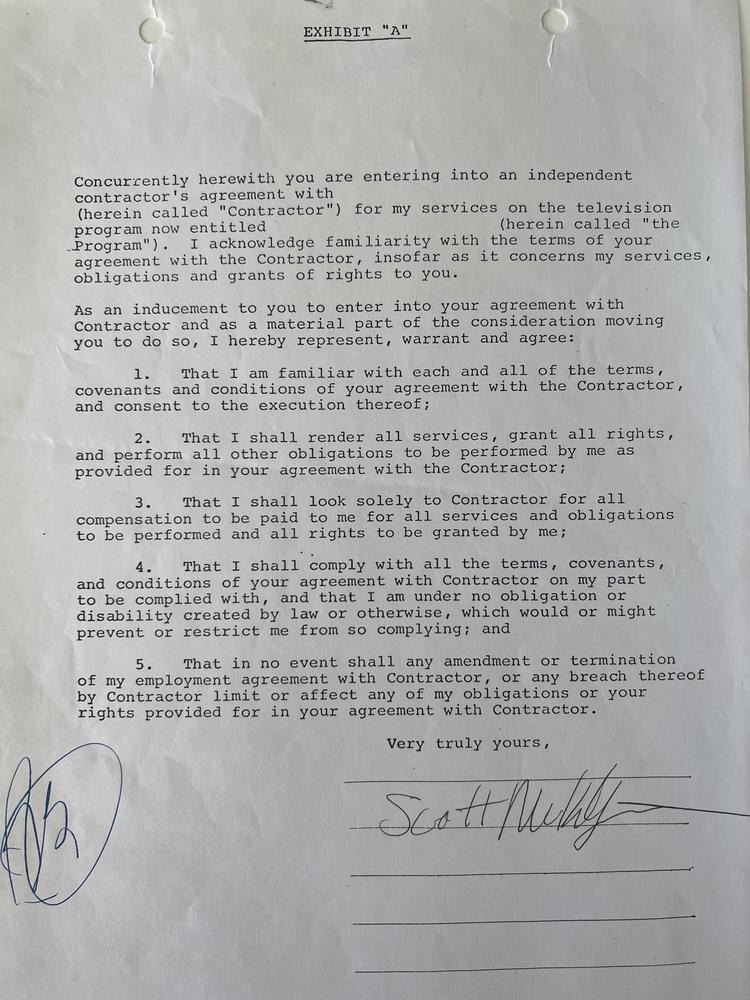 EXHIBIT "A"
Concurrently herewith you are entering into an independent
contractor's agreement with
(herein called "Contractor") for my services on the television
program now entitled (herein called "the
Program"). I acknowledge familiarity with the terms of your
agreement with the Contractor, insofar as it concerns my services,
obligations and grants of rights to you.
As an inducement to you to enter into your agreement with
Contractor and as a material part of the consideration moving
you to do so, I hereby represent, warrant and agree:
1. That I am familiar with each and all of the terms,
covenants and conditions of your agreement with the Contractor,
and consent to the execution thereof;
2. That I shall render all services, grant all rights,
and perform all other obligations to be performed by me as
provided for in your agreement with the Contractor;
3. That I shall look solely to Contractor for all
compensation to be paid to me for all services and obligations
to be performed and all rights to be granted by me;
4. That I shall comply with all the terms, covenants,
and conditions of your agreement with Contractor on my part
to be complied with, and that I am under no obligation or
disability created by law or otherwise, which would or might
prevent or restrict me from so complying; and
5. That in no event shall any amendment or termination
of my employment agreement with Contractor, or any breach thereof
by Contractor limit or affect any of my obligations or your
rights provided for in your agreement with Contractor.
Very truly yours,
Scott